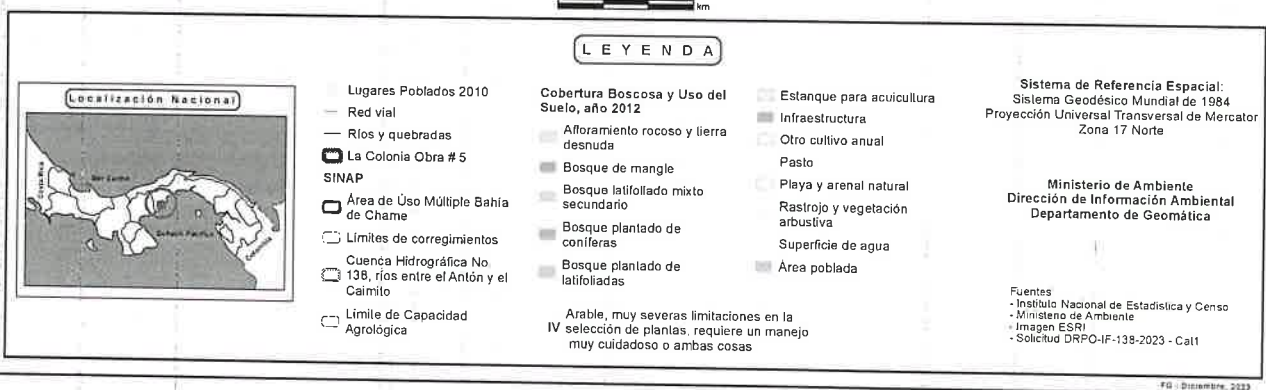 km
LEYENDA
Localización Nacional
Costa Rica
Mar Caribe
Océano Pacífico
Colombia
Lugares Poblados 2010
Red vial
Ríos y quebradas
La Colonia Obra # 5
SINAP
Área de Uso Múltiple Bahía
de Chame
Límites de corregimientos
Cuenca Hidrográfica No.
138, ríos entre el Antón y el
Caimito
Límite de Capacidad
Agrológica
Cobertura Boscosa y Uso del
Suelo, año 2012
Afloramiento rocoso y tierra
desnuda
Bosque de mangle
Bosque latifoliado mixto
secundario
Bosque plantado de
coníferas
Bosque plantado de
latifoliadas
Arable, muy severas limitaciones en la
IV selección de plantas, requiere un manejo
muy cuidadoso o ambas cosas
Estanque para acuicultura
Infraestructura
Otro cultivo anual
Pasto
Playa y arenal natural
Rastrojo y vegetación
arbustiva
Superficie de agua
Área poblada
Sistema de Referencia Espacial:
Sistema Geodésico Mundial de 1984
Proyección Universal Transversal de Mercator
Zona 17 Norte
Ministerio de Ambiente
Dirección de Información Ambiental
Departamento de Geomática
Fuentes
- Instituto Nacional de Estadística y Censo
- Ministerio de Ambiente
- Imagen ESRI
- Solicitud DRPO-IF-138-2023 - Cal1
FG - Diciembre, 2023